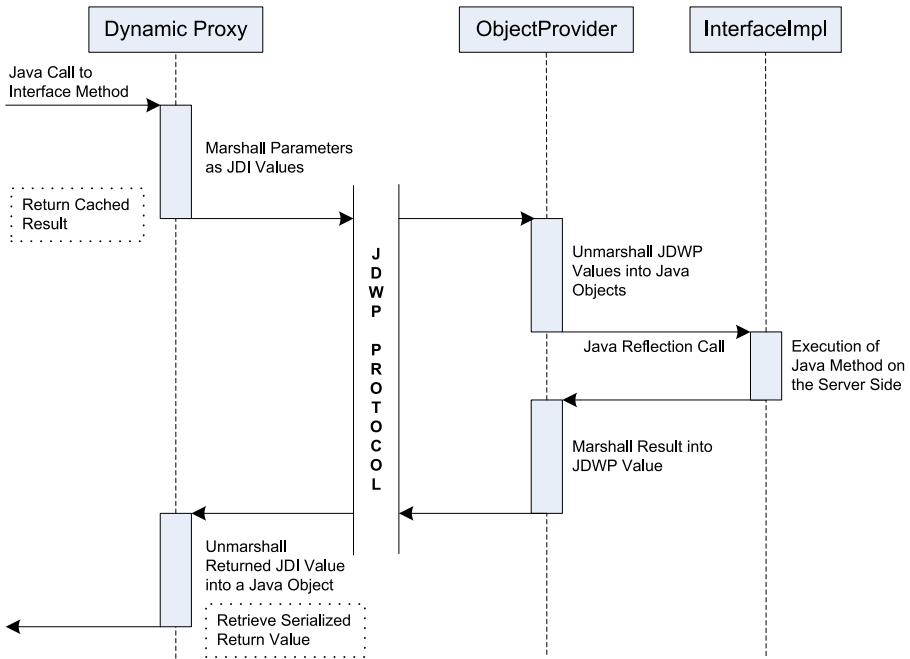 Dynamic Proxy
ObjectProvider
InterfaceImpl
Java Call to
Interface Method
Marshall Parameters
as JDI Values
Return Cached
Result
JDWP PROTOCOL
Unmarshall JDWP
Values into Java
Objects
Java Reflection Call
Execution of
Java Method on
the Server Side
Marshall Result into
JDWP Value
Unmarshall
Returned JDI Value
into a Java Object
Retrieve Serialized
Return Value